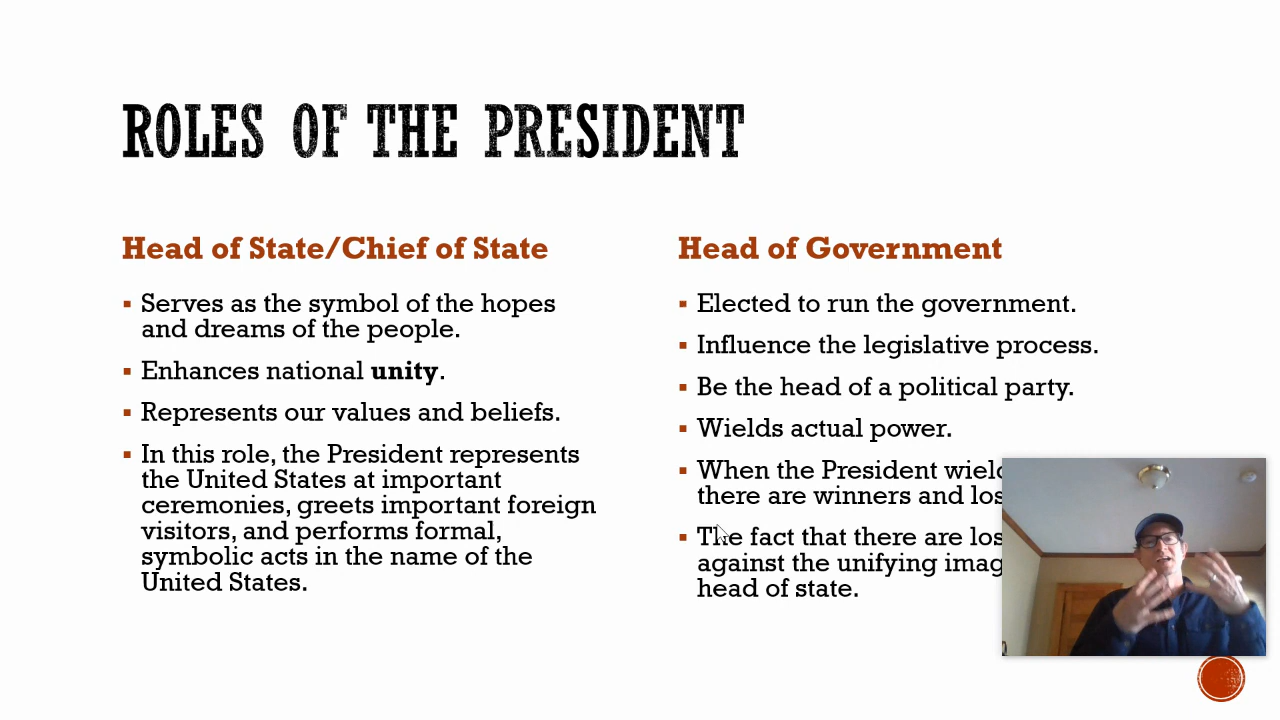 ROLES OF THE PRESIDENT
Head of State/Chief of State
▪ Serves as the symbol of the hopes
and dreams of the people.
▪ Enhances national unity.
▪ Represents our values and beliefs.
▪ In this role, the President represents
the United States at important
ceremonies, greets important foreign
visitors, and performs formal,
symbolic acts in the name of the
United States.
Head of Government
▪ Elected to run the government.
▪ Influence the legislative process.
▪ Be the head of a political party.
▪ Wields actual power.
▪ When the President
there are winners and
▪ The fact that there are
against the unifying
head of state.